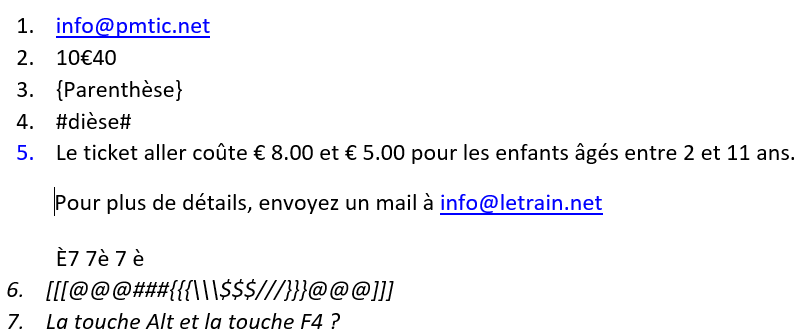 1. info@pmtic.net
2. 10€40
3. {Parenthèse}
4. #dièse#
5. Le ticket aller coûte € 8.00 et € 5.00 pour les enfants âgés entre 2 et 11 ans.
Pour plus de détails, envoyez un mail à info@letrain.net
È7 7è 7 è
6. [[[@@@###{{{\\\$$$///}}}@@@]]]
7. La touche Alt et la touche F4 ?